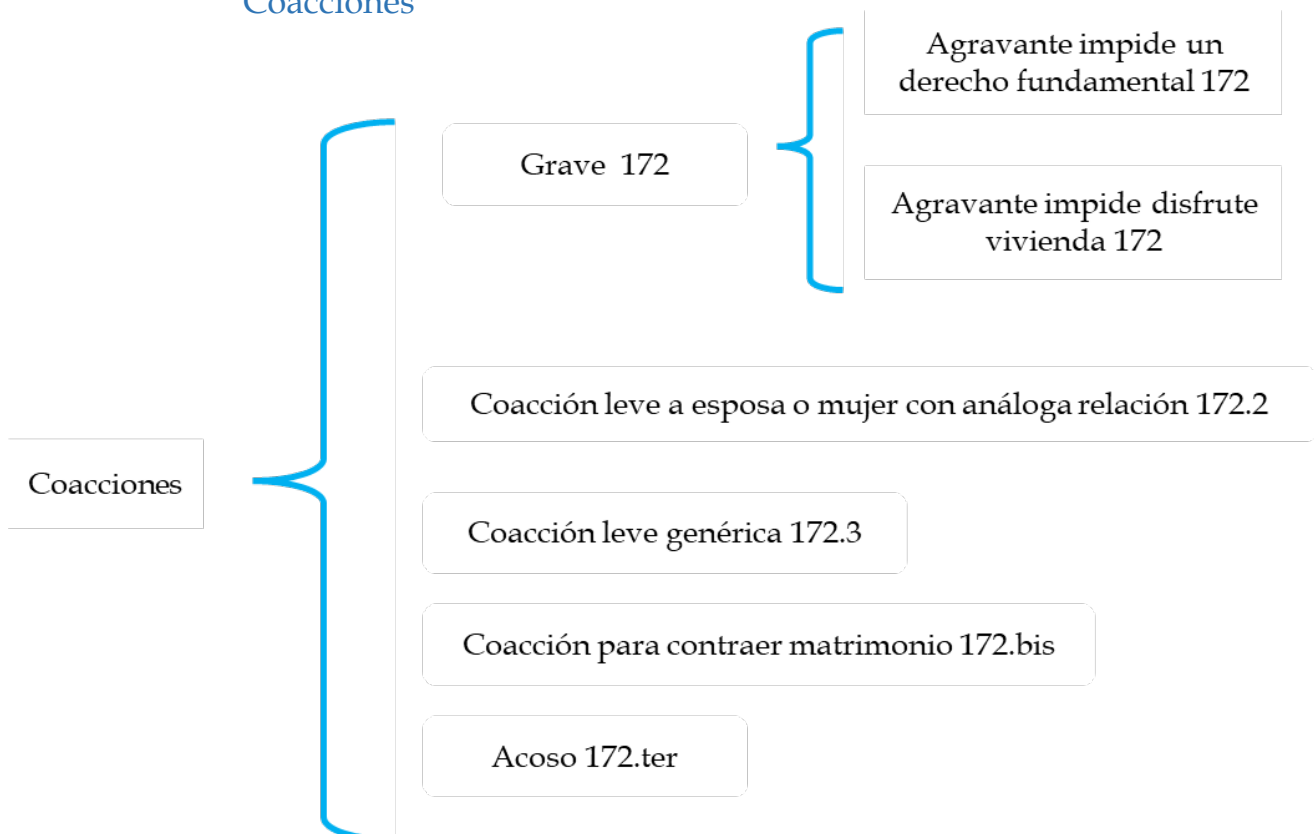 Coacciones
Agravante impide un
derecho fundamental 172
Grave 172
Agravante impide disfrute
vivienda 172
Coacción leve a esposa o mujer con análoga relación 172.2
Coacciones
Coacción leve genérica 172.3
Coacción para contraer matrimonio 172.bis
Acoso 172.ter